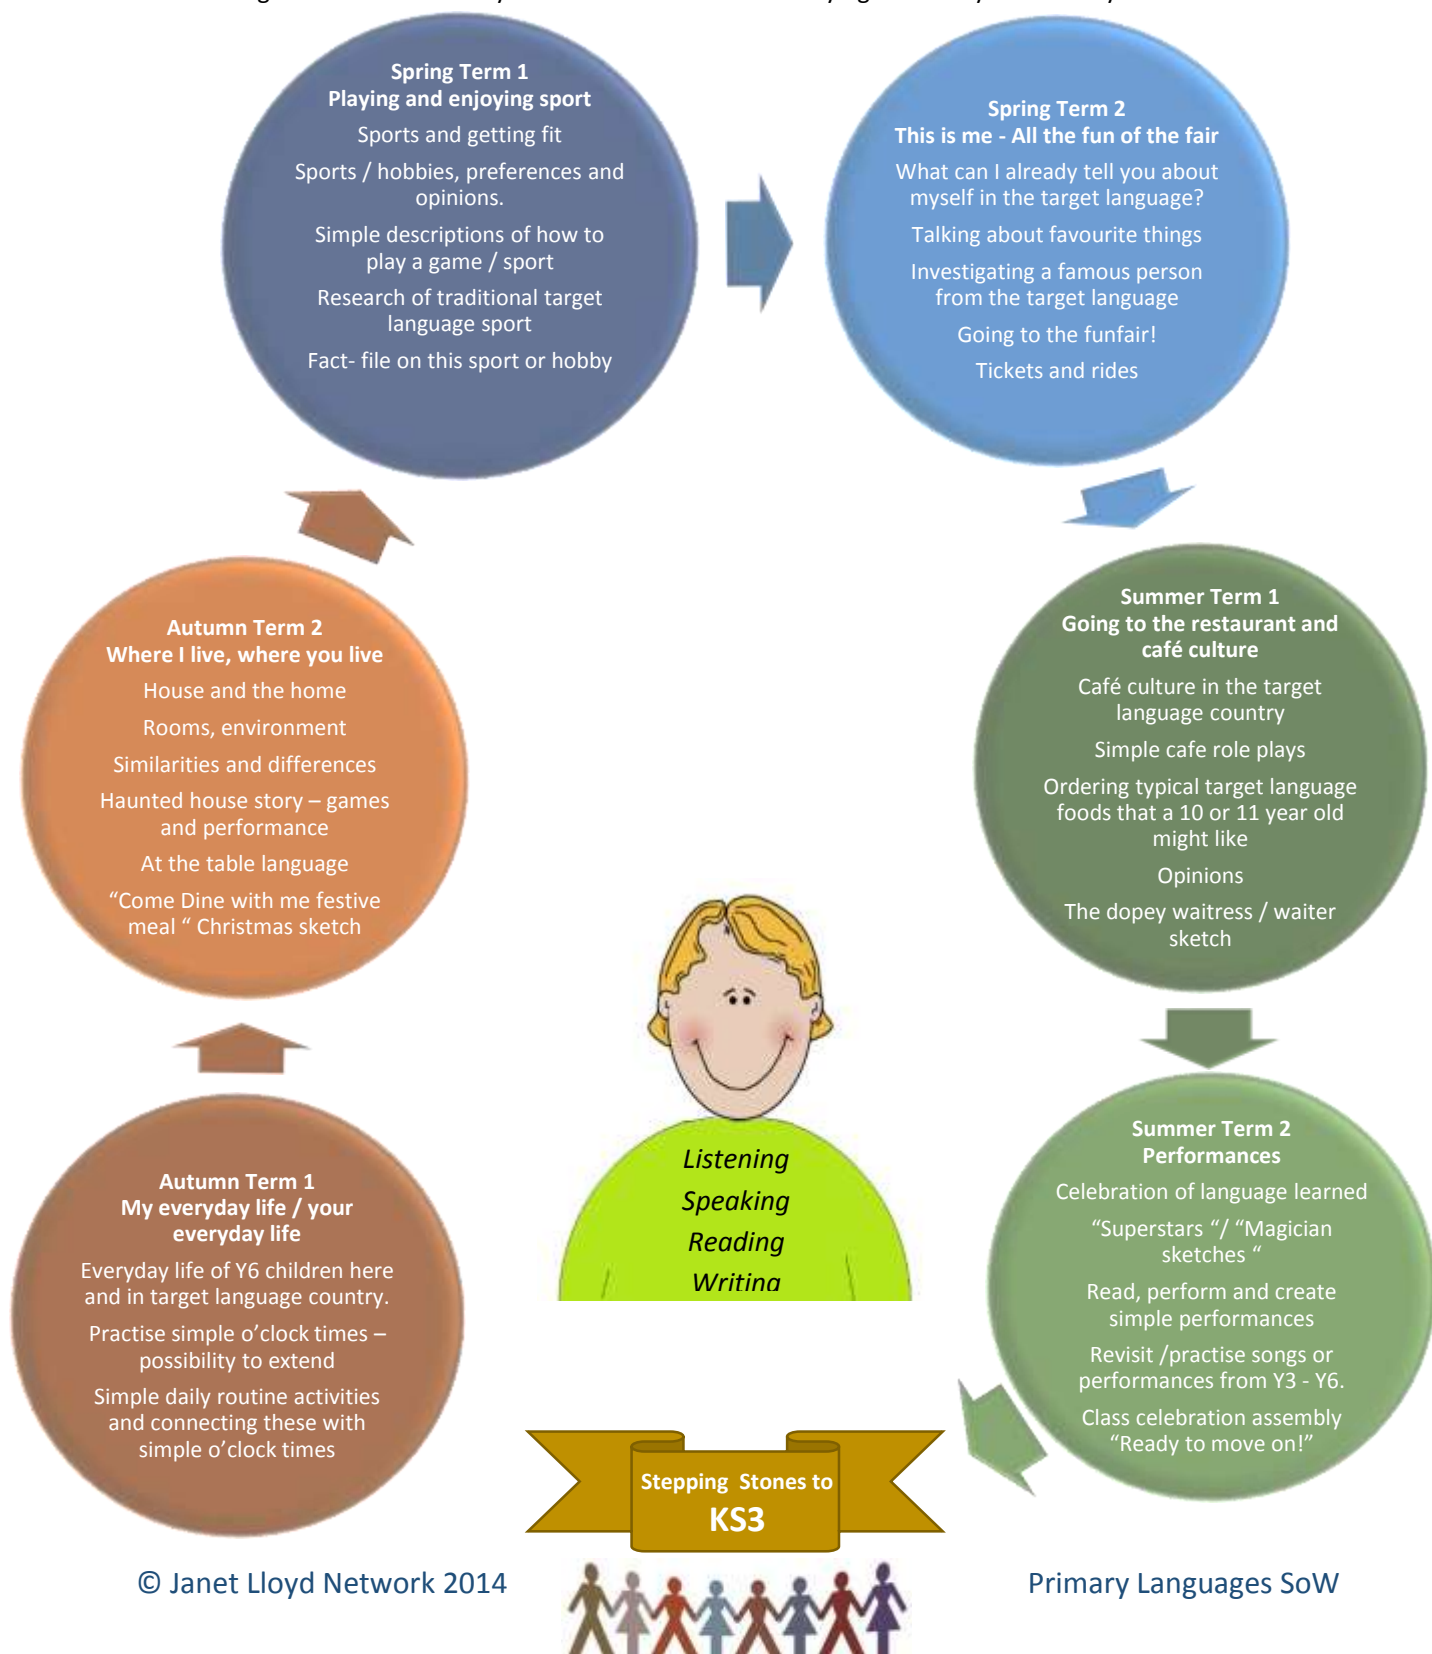 Spring Term 1
Playing and enjoying sport
Sports and getting fit
Sports / hobbies, preferences and
opinions.
Simple descriptions of how to
play a game / sport
Research of traditional target
language sport
Fact- file on this sport or hobby
Spring Term 2
This is me - All the fun of the fair
What can I already tell you about
myself in the target language?
Talking about favourite things
Investigating a famous person
from the target language
Going to the funfair!
Tickets and rides
Autumn Term 2
Where I live, where you live
House and the home
Rooms, environment
Similarities and differences
Haunted house story – games
and performance
At the table language
“Come Dine with me festive
meal “ Christmas sketch
Summer Term 1
Going to the restaurant and
café culture
Café culture in the target
language country
Simple cafe role plays
Ordering typical target language
foods that a 10 or 11 year old
might like
Opinions
The dopey waitress / waiter
sketch
Autumn Term 1
My everyday life / your
everyday life
Everyday life of Y6 children here
and in target language country.
Practise simple o’clock times –
possibility to extend
Simple daily routine activities
and connecting these with
simple o’clock times
Listening
Speaking
Reading
Writing
Summer Term 2
Performances
Celebration of language learned
“Superstars “/ “Magician
sketches “
Read, perform and create
simple performances
Revisit /practise songs or
performances from Y3 - Y6.
Class celebration assembly
“Ready to move on!”
Stepping Stones to
KS3
© Janet Lloyd Network 2014
Primary Languages SoW